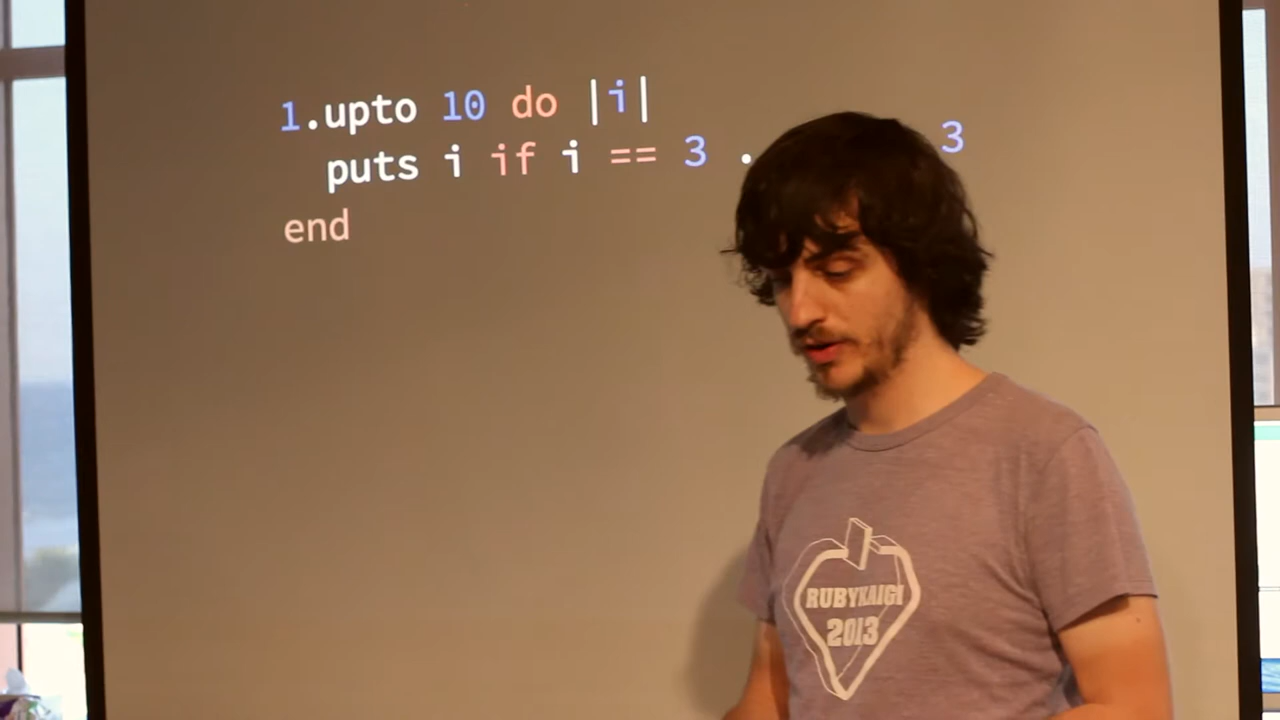 1.upto 10 do |i|
puts i if i == 3 . 3
end
RUBYKAIGI
2013